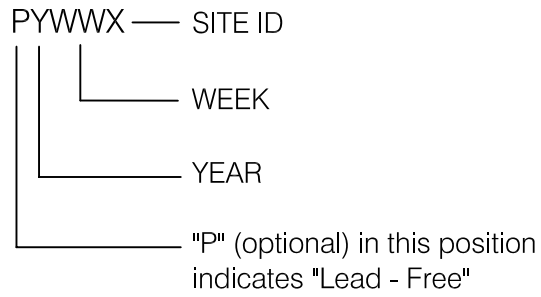 PYWWX SITE ID
WEEK
YEAR
"P" (optional) in this position
indicates "Lead - Free"